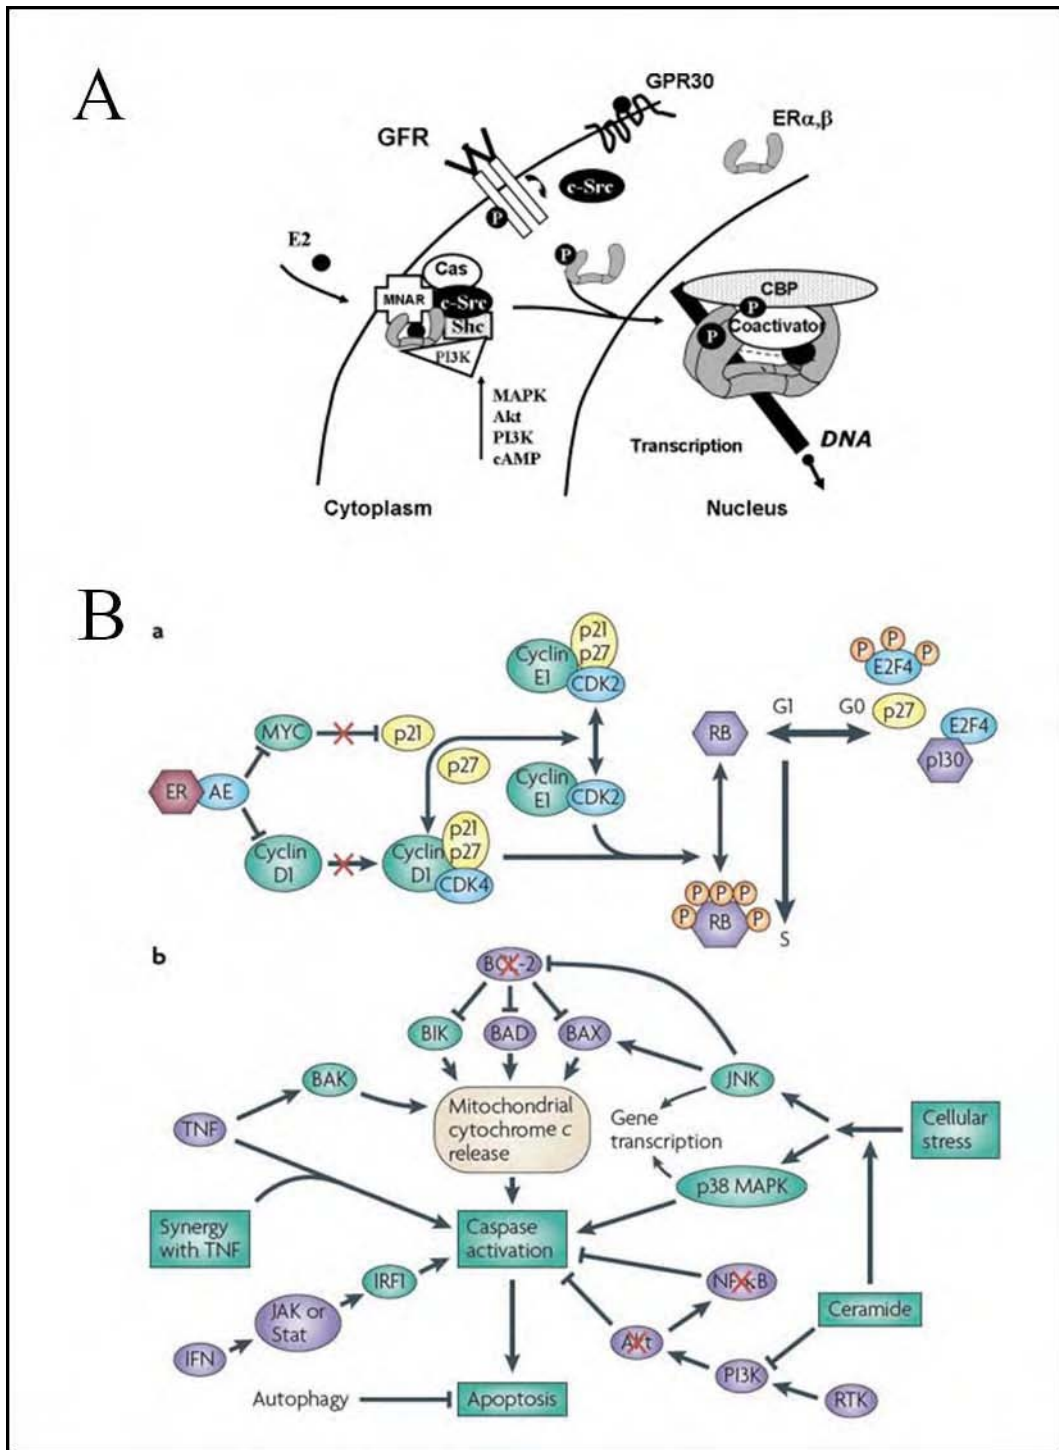 A
GPR30
GFR
ERα,β
c-Src
P
E2
P
Cas
MNAR
c-Src
Shc
PI3K
CBP
P
P
Coactivator
MAPK
Akt
PI3K
cAMP
Transcription
DNA
Cytoplasm
Nucleus
B
a
p21
p27
Cyclin
E1
CDK2
P
P
P
E2F4
MYC
p21
RB
G1
G0
p27
E2F4
p130
p27
ER
AE
Cyclin
E1
CDK2
Cyclin
D1
Cyclin
D1
p21
p27
CDK4
P
P
P
P
P
RB
S
b
BCL-2
BIK
BAD
BAX
BAK
JNK
TNF
Mitochondrial
cytochrome c
release
Gene
transcription
Cellular
stress
p38 MAPK
Synergy
with TNF
Caspase
activation
IRF1
NFκB
JAK or
Stat
Ceramide
Akt
IFN
PI3K
RTK
Autophagy
Apoptosis